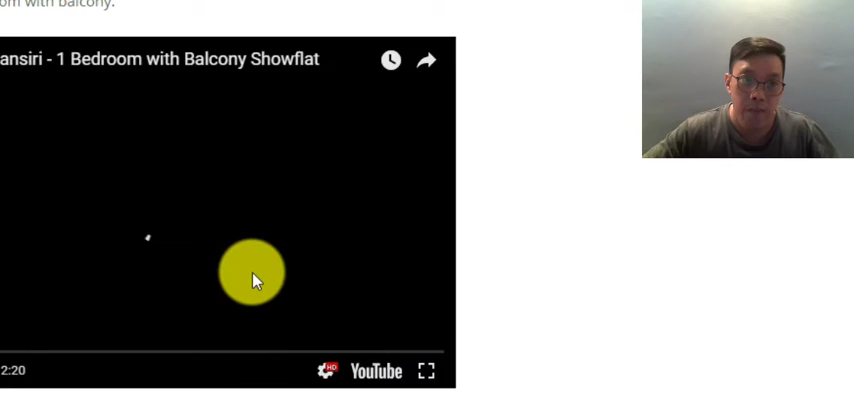 om with balcony.
ansiri - 1 Bedroom with Balcony Showflat
2:20
HD
YouTube